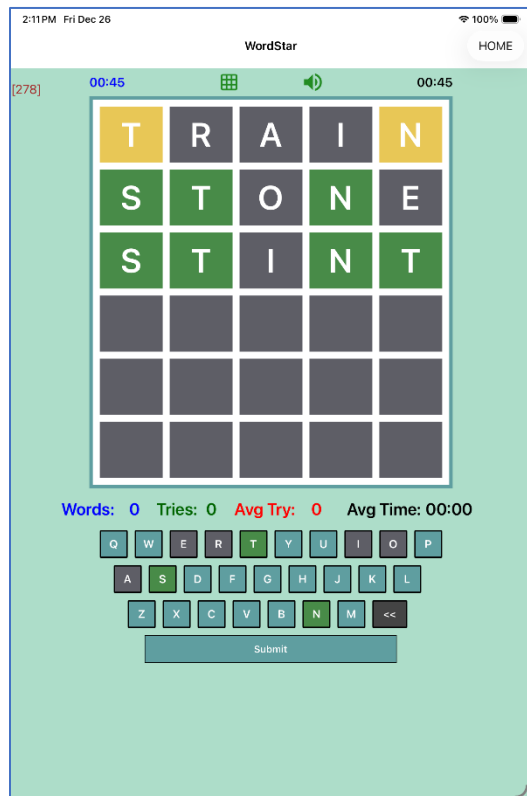 2:11PM Fri Dec 26 100%
WordStar HOME
[278] 00:45 00:45
T R A I N
S T O N E
S T I N T
Words: 0 Tries: 0 Avg Try: 0 Avg Time: 00:00
Q W E R T Y U I O P
A S D F G H J K L
Z X C V B N M <<
Submit